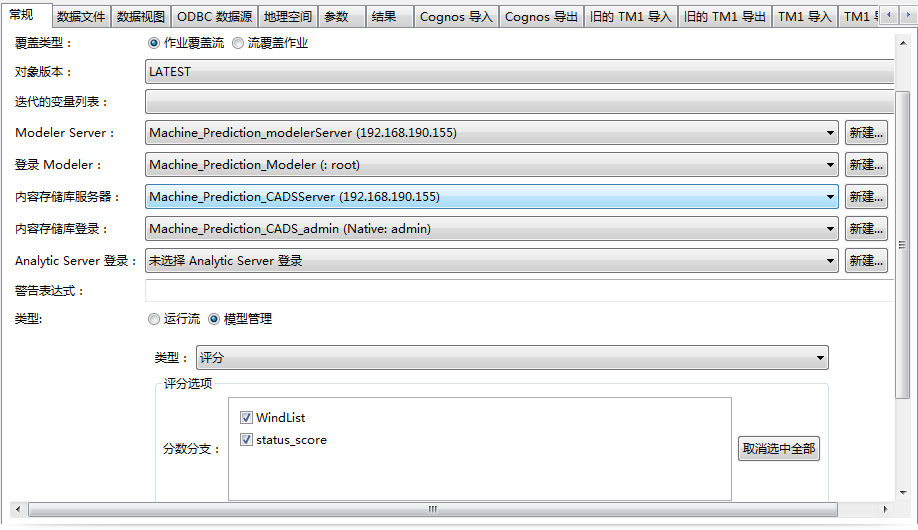 常规 数据文件 数据视图 ODBC 数据源 地理空间 参数 结果 Cognos 导入 Cognos 导出 旧的 TM1 导入 旧的 TM1 导出 TM1 导入 TM1
覆盖类型： 作业覆盖流 流覆盖作业
对象版本： LATEST
迭代的变量列表：
Modeler Server： Machine_Prediction_modelerServer (192.168.190.155) 新建...
登录 Modeler： Machine_Prediction_Modeler (: root) 新建...
内容存储库服务器： Machine_Prediction_CADSServer (192.168.190.155) 新建...
内容存储库登录： Machine_Prediction_CADS_admin (Native: admin) 新建...
Analytic Server 登录： 未选择 Analytic Server 登录 新建...
警告表达式：
类型: 运行流 模型管理
类型： 评分
评分选项
WindList
status_score
分数分支： 取消选中全部